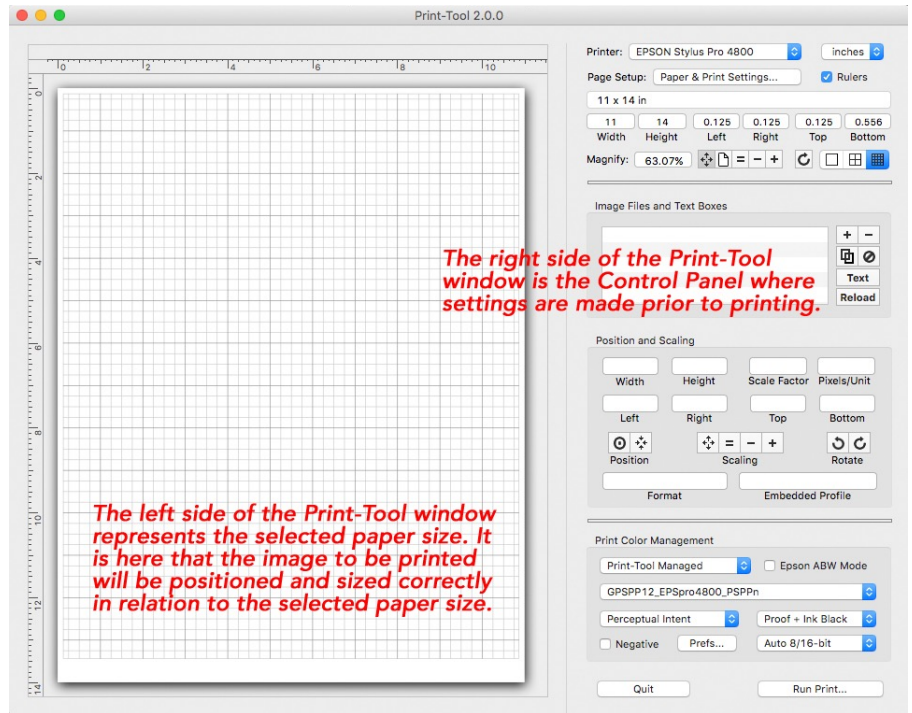 Print-Tool 2.0.0
Printer: EPSON Stylus Pro 4800 inches
Page Setup: Paper & Print Settings... Rulers
11 x 14 in
11 14 0.125 0.125 0.125 0.556
Width Height Left Right Top Bottom
Magnify: 63.07% = − +
0 2 4 6 8 10
0
2
4
6
8
10
12
14
Image Files and Text Boxes
+ −
Text
Reload
The right side of the Print-Tool
window is the Control Panel where
settings are made prior to printing.
Position and Scaling
Width Height Scale Factor Pixels/Unit
Left Right Top Bottom
= − +
Position Scaling Rotate
Format Embedded Profile
The left side of the Print-Tool window
represents the selected paper size. It
is here that the image to be printed
will be positioned and sized correctly
in relation to the selected paper size.
Print Color Management
Print-Tool Managed Epson ABW Mode
GPSPP12_EPSpro4800_PSPPn
Perceptual Intent Proof + Ink Black
Negative Prefs... Auto 8/16-bit
Quit Run Print...